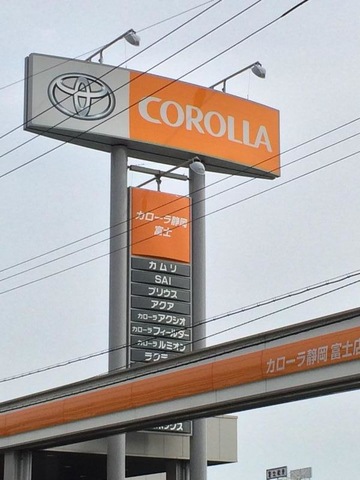 COROLLA
カローラ静岡
富士
カムリ
SAI
プリウス
アクア
カローラアクシオ
カローラフィールダー
カローラルミオン
ラクティ
カローラ静岡 富士店